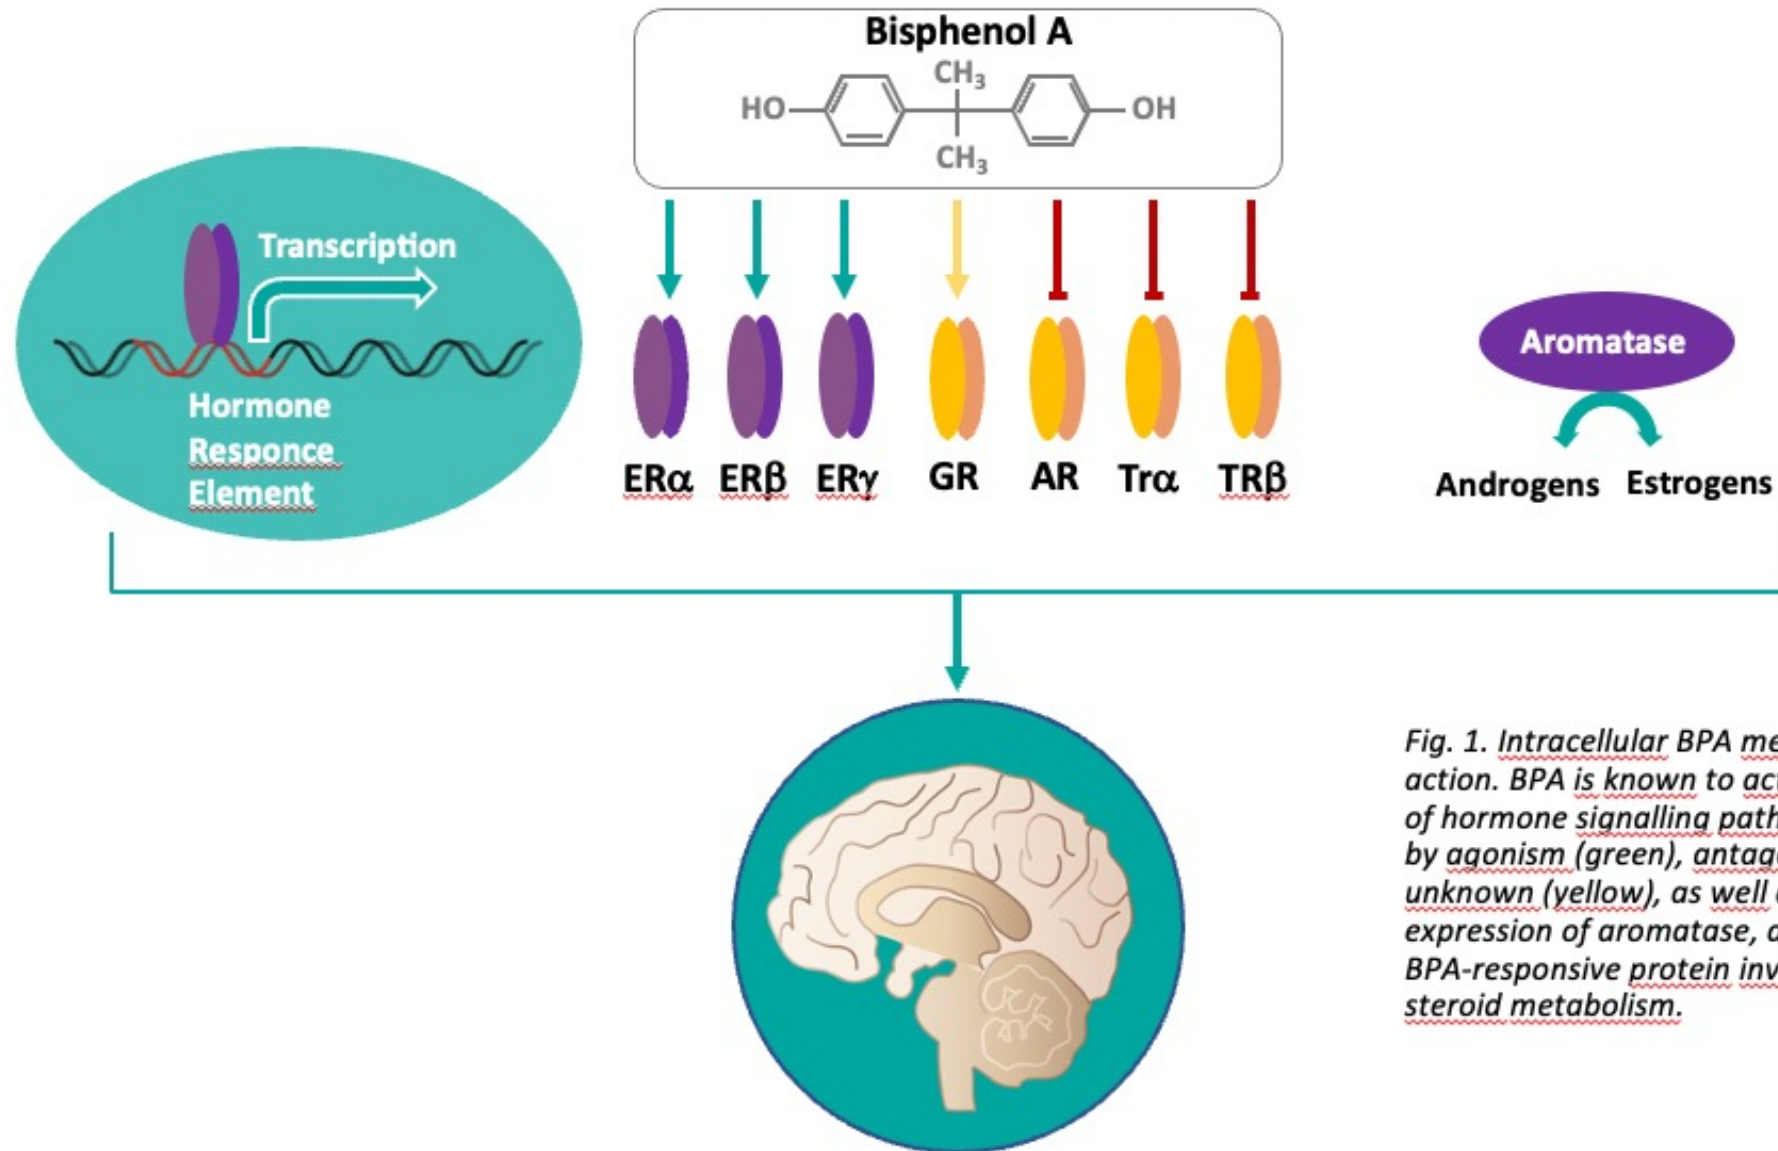 Bisphenol A
CH₃
HO
OH
CH₃
Transcription
Hormone
Responce
Element
ERα ERβ ERγ GR AR Trα TRβ
Aromatase
Androgens Estrogens
Fig. 1. Intracellular BPA
action. BPA is known to
of hormone signalling
by agonism (green),
unknown (yellow), as well
expression of aromatase,
BPA-responsive protein
steroid metabolism.